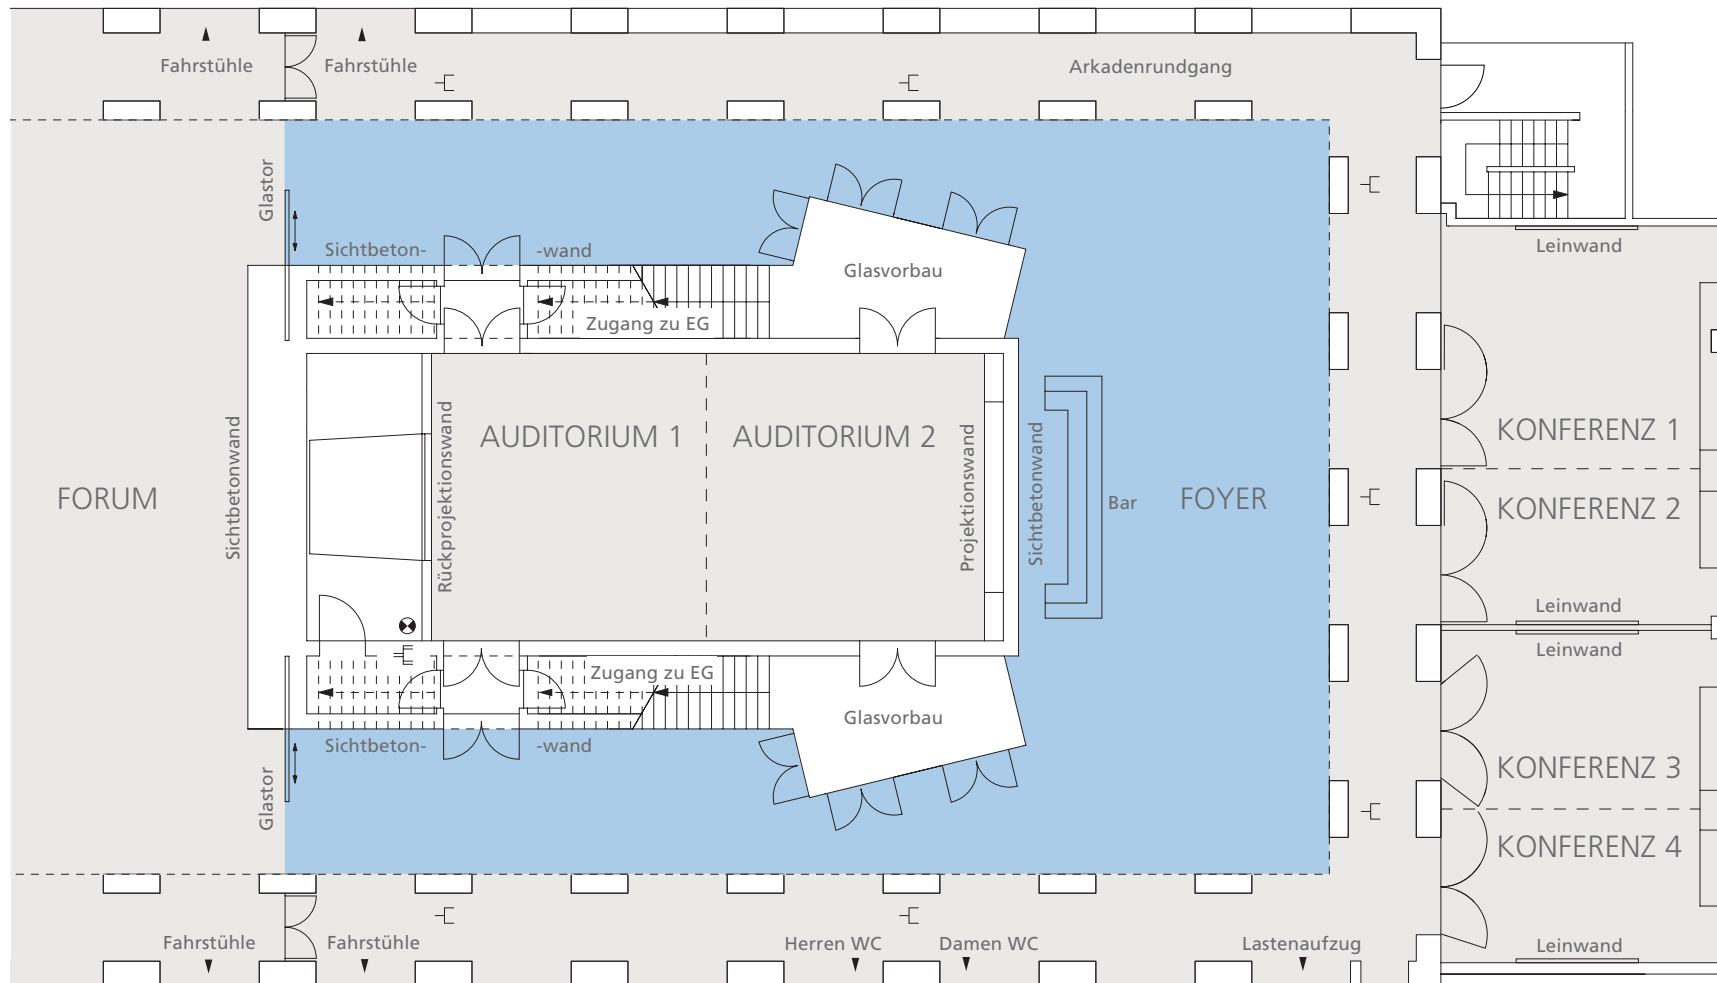 Fahrstühle
Fahrstühle
Arkadenrundgang
Glastor
Sichtbeton-
-wand
Leinwand
Glasvorbau
Zugang zu EG
FORUM
Sichtbetonwand
Rückprojektionswand
AUDITORIUM 1
AUDITORIUM 2
Projektionswand
Sichtbetonwand
Bar
FOYER
KONFERENZ 1
KONFERENZ 2
Leinwand
Leinwand
Zugang zu EG
Glasvorbau
Sichtbeton-
-wand
Glastor
KONFERENZ 3
KONFERENZ 4
Fahrstühle
Fahrstühle
Herren WC
Damen WC
Lastenaufzug
Leinwand